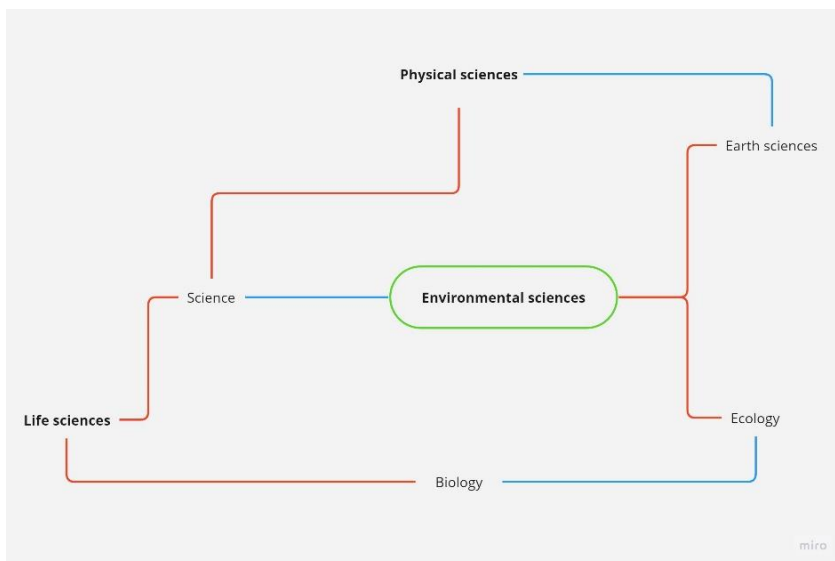 Physical sciences
Earth sciences
Science
Environmental sciences
Life sciences
Ecology
Biology
miro